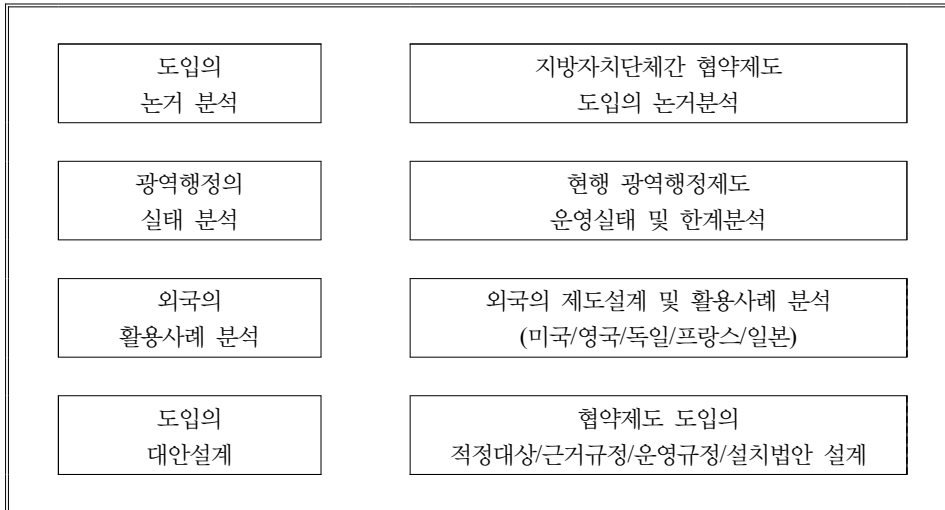 도입의
논거 분석
지방자치단체간 협약제도
도입의 논거분석
광역행정의
실태 분석
현행 광역행정제도
운영실태 및 한계분석
외국의
활용사례 분석
외국의 제도설계 및 활용사례 분석
(미국/영국/독일/프랑스/일본)
도입의
대안설계
협약제도 도입의
적정대상/근거규정/운영규정/설치법안 설계